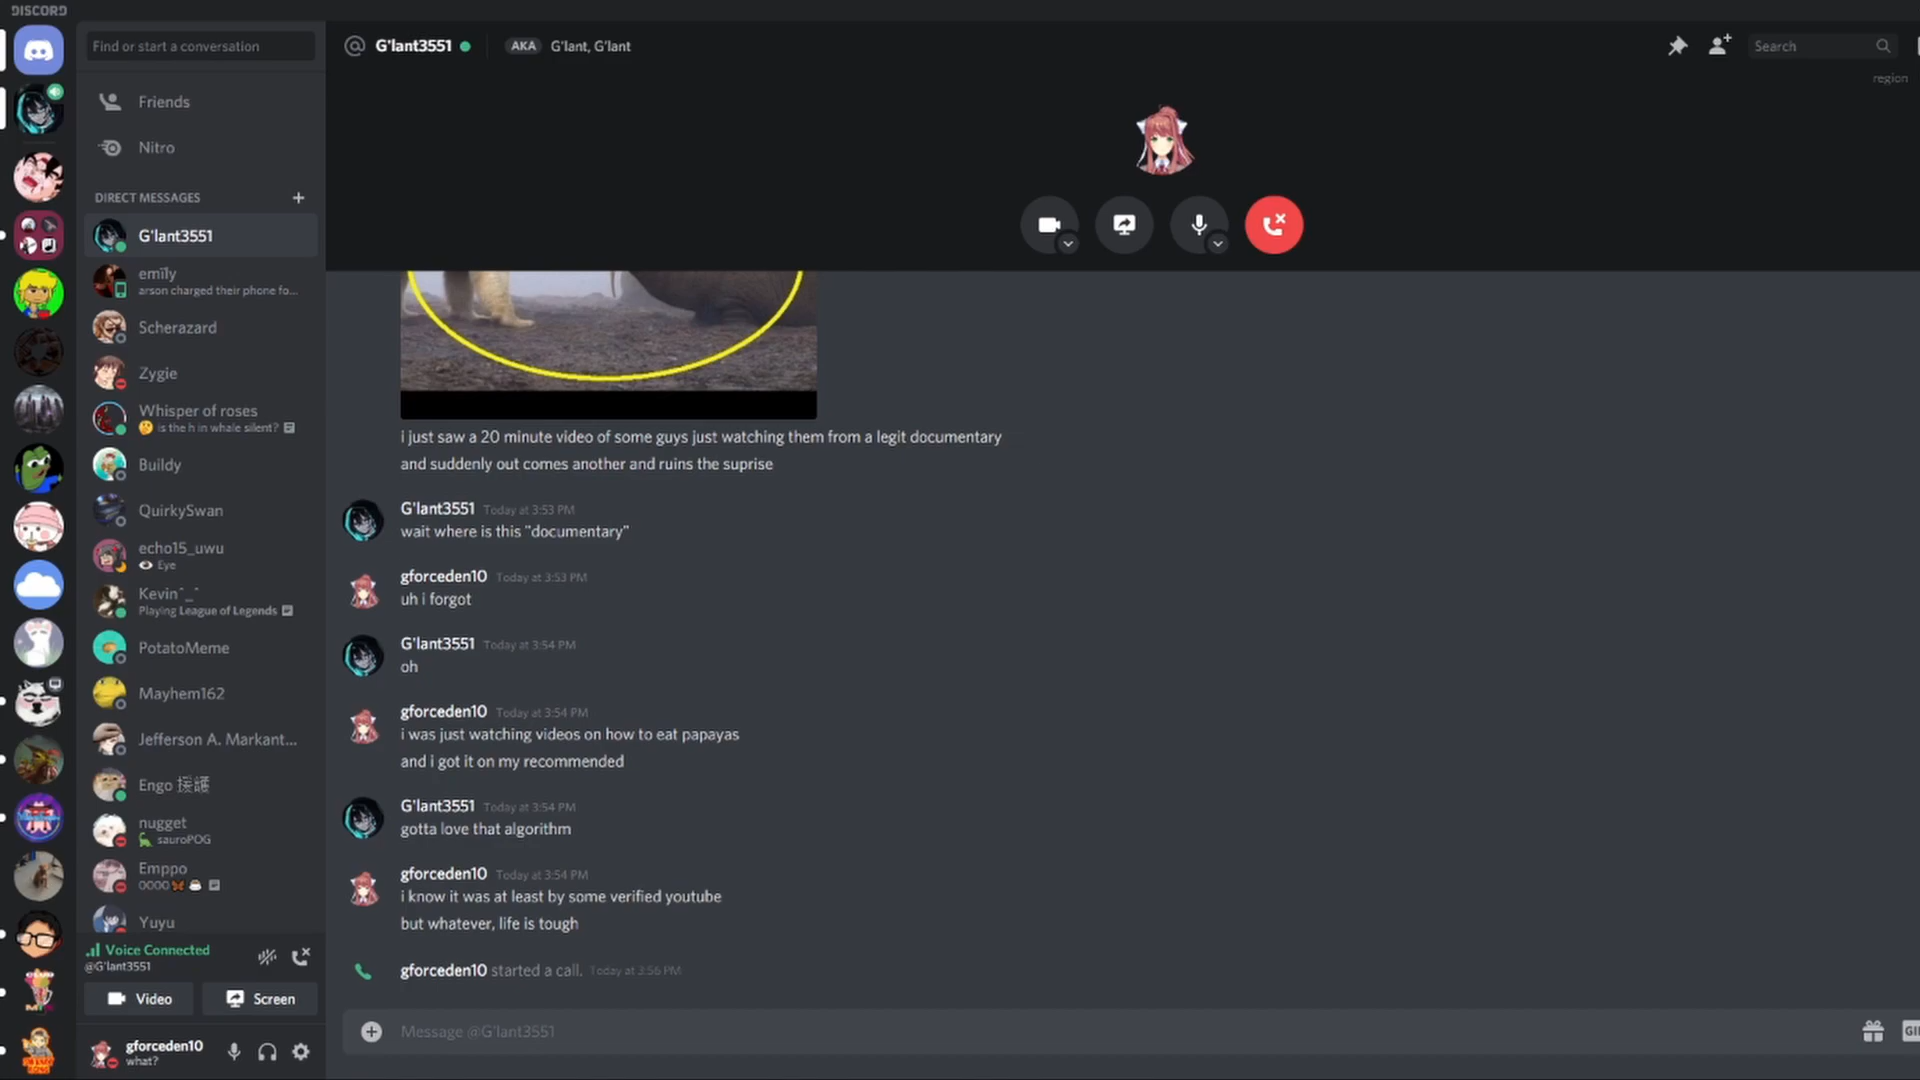 DISCORD
Find or start a conversation
Friends
Nitro
DIRECT MESSAGES
G'lant3551
emily
arson charged their phone fo...
Scherazard
Zygie
Whisper of roses
is the h in whale silent?
Buildy
QuirkySwan
echo15_uwu
Eye
Kevin^_^
Playing League of Legends
PotatoMeme
Mayhem162
Jefferson A. Markant...
Engo 援護
nugget
sauroPOG
Emppo
0000
Yuyu
Voice Connected
@G'lant3551
Video Screen
gforceden10
what?
G'lant3551 AKA G'lant, G'lant
Search
region
i just saw a 20 minute video of some guys just watching them from a legit documentary
and suddenly out comes another and ruins the suprise
G'lant3551 Today at 3:53 PM
wait where is this "documentary"
gforceden10 Today at 3:53 PM
uh i forgot
G'lant3551 Today at 3:54 PM
oh
gforceden10 Today at 3:54 PM
i was just watching videos on how to eat papayas
and i got it on my recommended
G'lant3551 Today at 3:54 PM
gotta love that algorithm
gforceden10 Today at 3:54 PM
i know it was at least by some verified youtube
but whatever, life is tough
gforceden10 started a call. Today at 3:56 PM
Message @G'lant3551